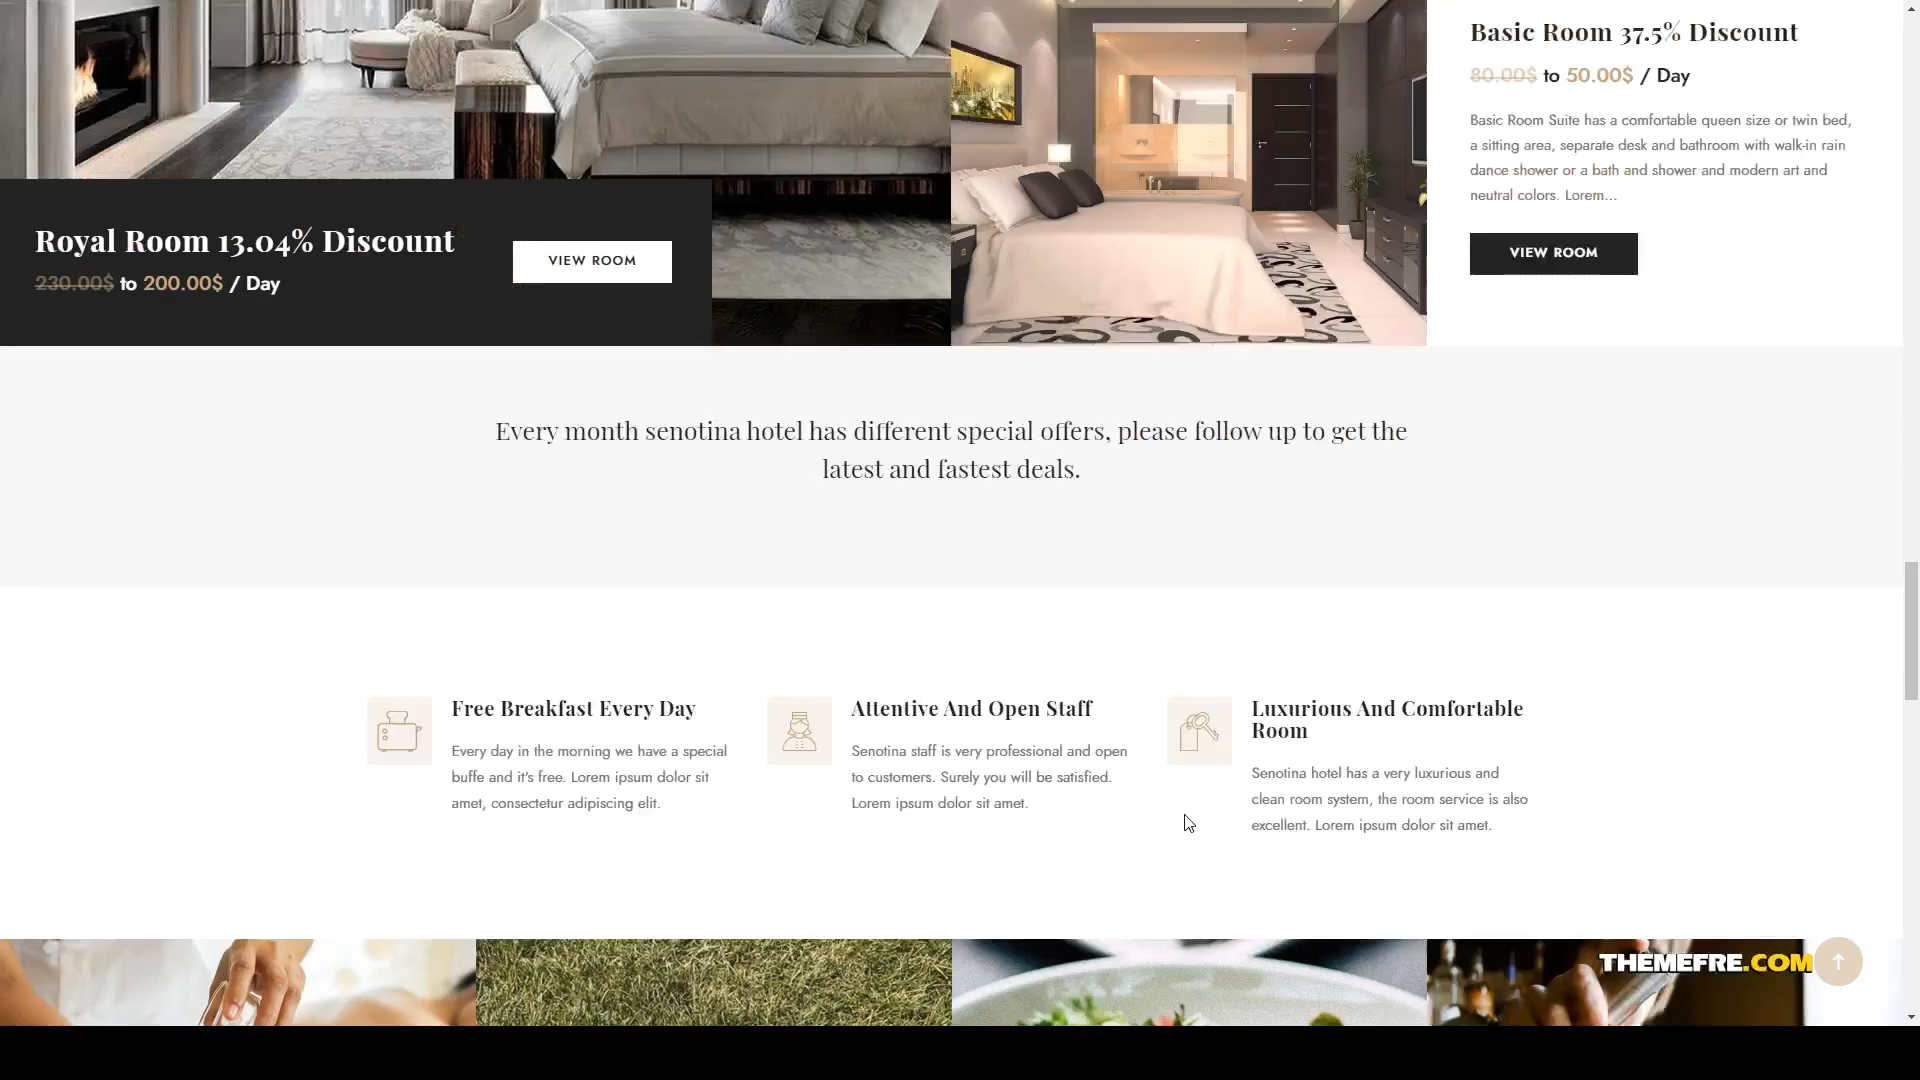 Basic Room 37.5% Discount
80.00$ to 50.00$ / Day
Basic Room Suite has a comfortable queen size or twin bed,
a sitting area, separate desk and bathroom with walk-in rain
dance shower or a bath and shower and modern art and
neutral colors. Lorem...
VIEW ROOM
Royal Room 13.04% Discount
230.00$ to 200.00$ / Day
VIEW ROOM
Every month senotina hotel has different special offers, please follow up to get the
latest and fastest deals.
Free Breakfast Every Day
Every day in the morning we have a special
buffe and it's free. Lorem ipsum dolor sit
amet, consectetur adipiscing elit.
Attentive And Open Staff
Senotina staff is very professional and open
to customers. Surely you will be satisfied.
Lorem ipsum dolor sit amet.
Luxurious And Comfortable
Room
Senotina hotel has a very luxurious and
clean room system, the room service is also
excellent. Lorem ipsum dolor sit amet.
THEMEFRE.COM